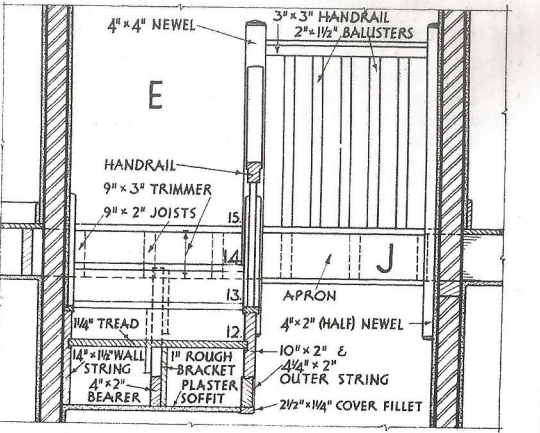 4"×4" NEWEL
3"×3" HANDRAIL
2"×1½" BALUSTERS
E
HANDRAIL
9"×3" TRIMMER
9"×2" JOISTS
15.
14.
J
13.
APRON
12.
1¼" TREAD
4"×2" (HALF) NEWEL
14"×1½" WALL
STRING
4"×2"
BEARER
1" ROUGH
BRACKET
PLASTER
SOFFIT
10"×2" &
4¼"×2"
OUTER STRING
2½"×1¼" COVER FILLET